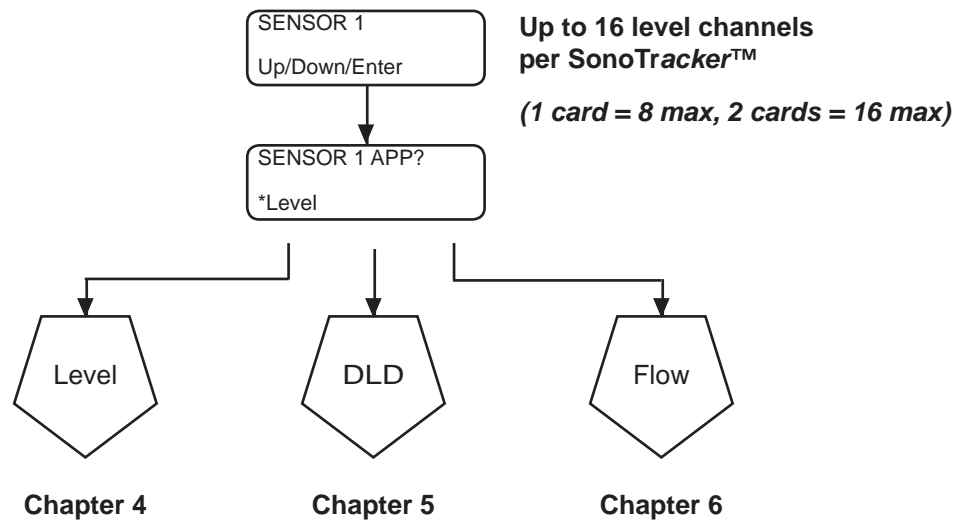 SENSOR 1
Up/Down/Enter
Up to 16 level channels
per SonoTracker™
(1 card = 8 max, 2 cards = 16 max)
SENSOR 1 APP?
*Level
Level
DLD
Flow
Chapter 4
Chapter 5
Chapter 6